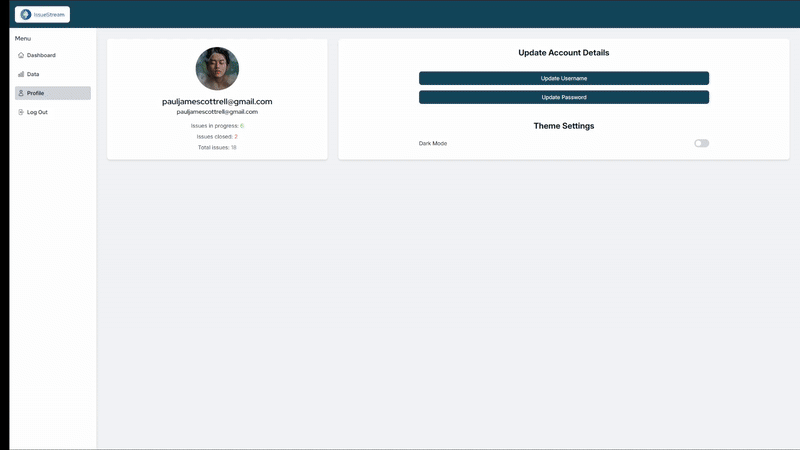 IssueStream
Menu
Dashboard
Data
Profile
Log Out
pauljamescottrell@gmail.com
pauljamescottrell@gmail.com
Issues in progress: 6
Issues closed: 2
Total issues: 18
Update Account Details
Update Username
Update Password
Theme Settings
Dark Mode